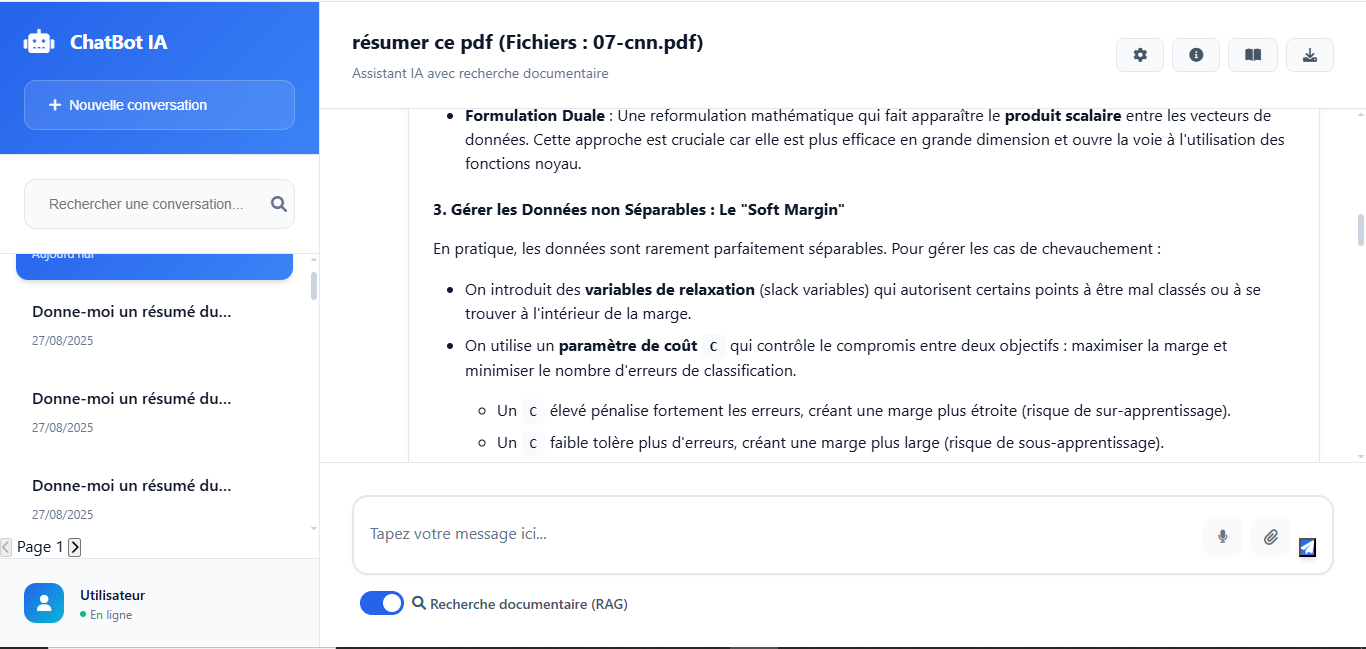 ChatBot IA
+ Nouvelle conversation
Rechercher une conversation...
Aujourd'hui
Donne-moi un résumé du...
27/08/2025
Donne-moi un résumé du...
27/08/2025
Donne-moi un résumé du...
27/08/2025
Page 1
Utilisateur
En ligne
résumer ce pdf (Fichiers : 07-cnn.pdf)
Assistant IA avec recherche documentaire
• Formulation Duale : Une reformulation mathématique qui fait apparaître le produit scalaire entre les vecteurs de
données. Cette approche est cruciale car elle est plus efficace en grande dimension et ouvre la voie à l'utilisation des
fonctions noyau.
3. Gérer les Données non Séparables : Le "Soft Margin"
En pratique, les données sont rarement parfaitement séparables. Pour gérer les cas de chevauchement :
• On introduit des variables de relaxation (slack variables) qui autorisent certains points à être mal classés ou à se
trouver à l'intérieur de la marge.
• On utilise un paramètre de coût C qui contrôle le compromis entre deux objectifs : maximiser la marge et
minimiser le nombre d'erreurs de classification.
◦ Un C élevé pénalise fortement les erreurs, créant une marge plus étroite (risque de sur-apprentissage).
◦ Un C faible tolère plus d'erreurs, créant une marge plus large (risque de sous-apprentissage).
Tapez votre message ici...
Recherche documentaire (RAG)